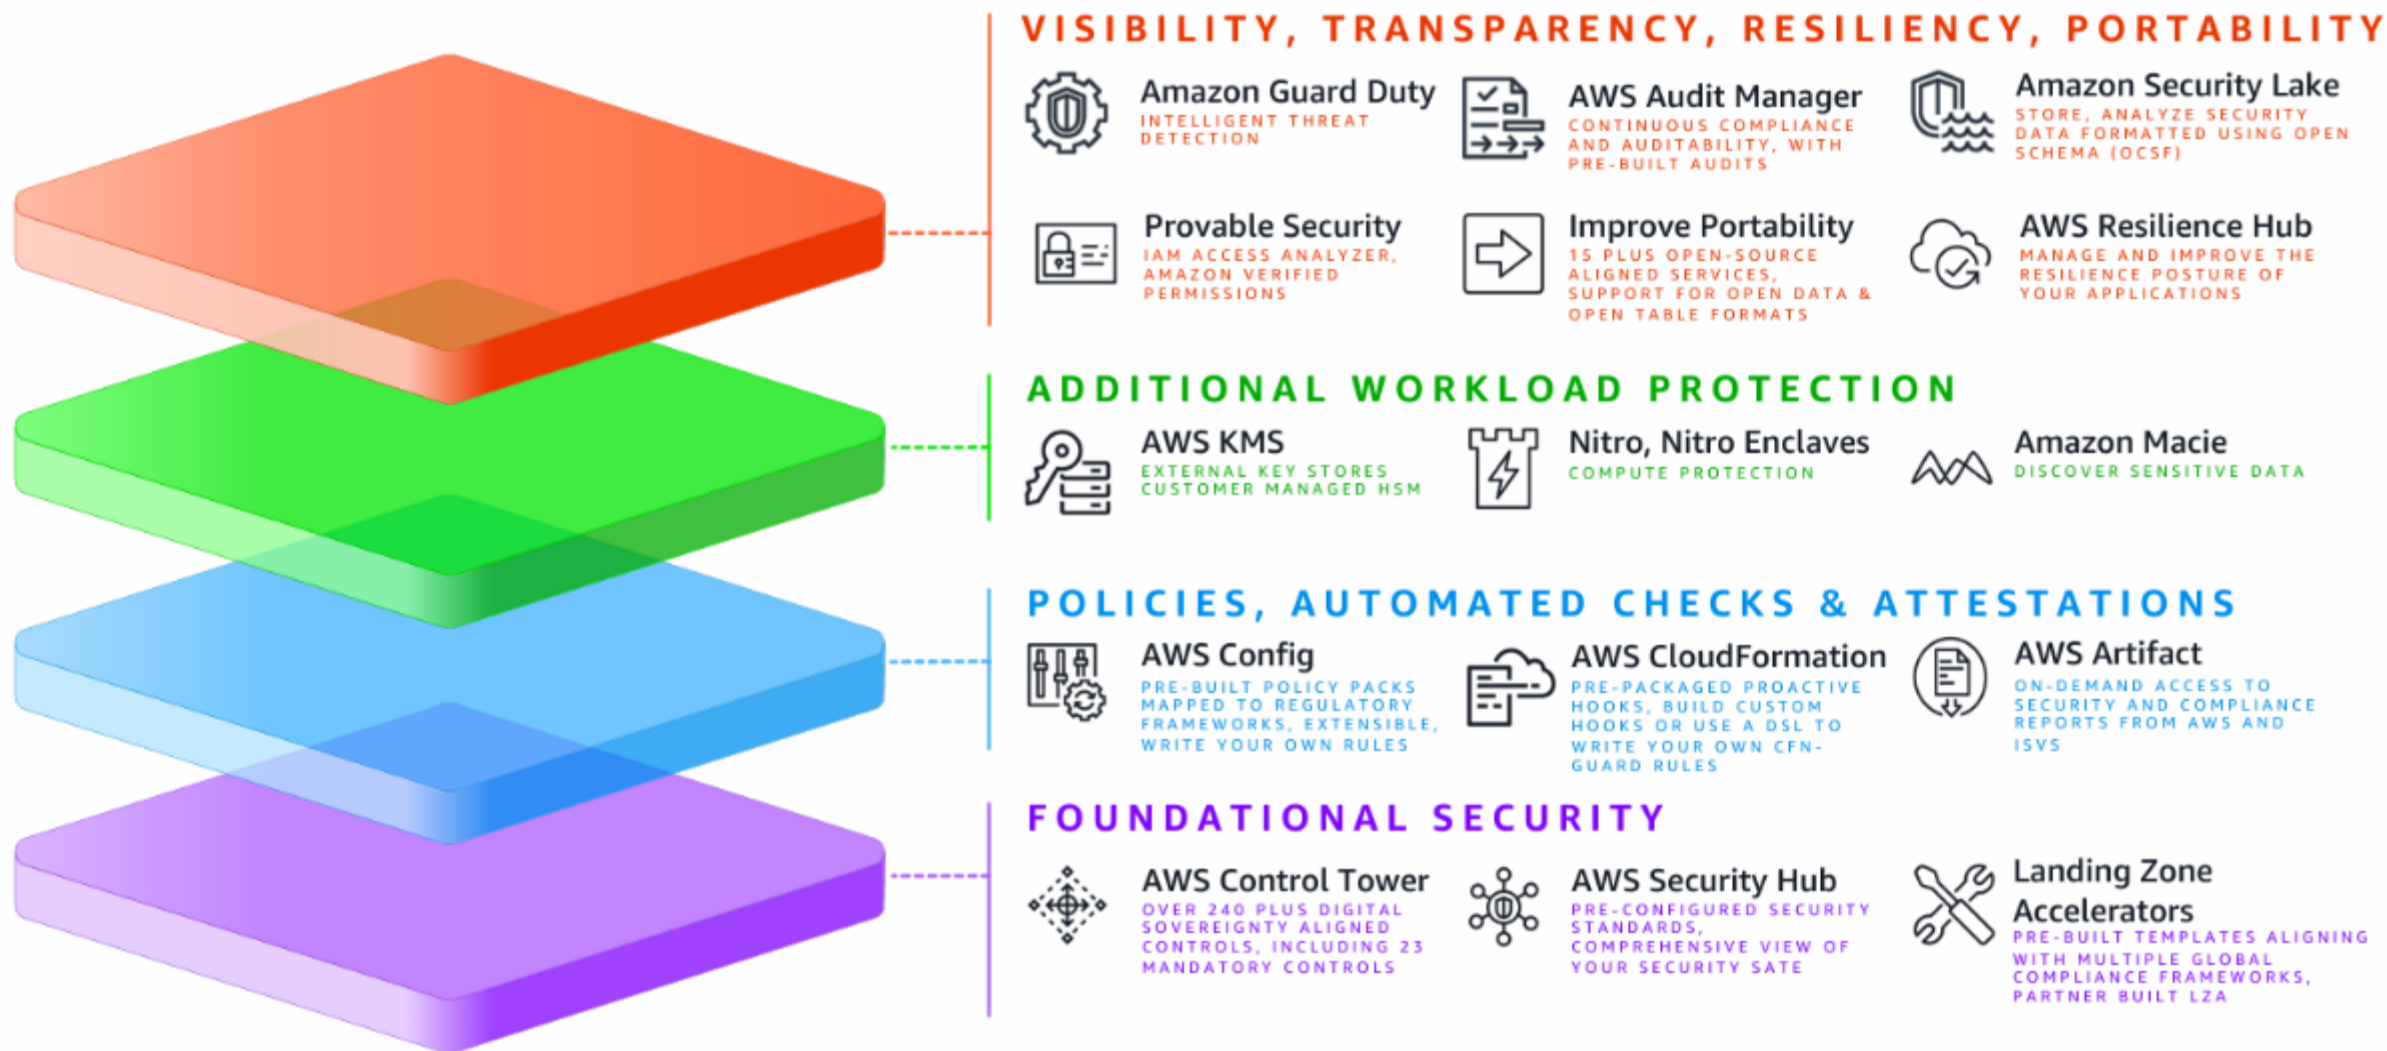 VISIBILITY, TRANSPARENCY, RESILIENCY, PORTABILITY
Amazon Guard Duty
INTELLIGENT THREAT
DETECTION
AWS Audit Manager
CONTINUOUS COMPLIANCE
AND AUDITABILITY, WITH
PRE-BUILT AUDITS
Amazon Security Lake
STORE, ANALYZE SECURITY
DATA FORMATTED USING OPEN
SCHEMA (OCSF)
Provable Security
IAM ACCESS ANALYZER,
AMAZON VERIFIED
PERMISSIONS
Improve Portability
15 PLUS OPEN-SOURCE
ALIGNED SERVICES,
SUPPORT FOR OPEN DATA &
OPEN TABLE FORMATS
AWS Resilience Hub
MANAGE AND IMPROVE THE
RESILIENCE POSTURE OF
YOUR APPLICATIONS
ADDITIONAL WORKLOAD PROTECTION
AWS KMS
EXTERNAL KEY STORES
CUSTOMER MANAGED HSM
Nitro, Nitro Enclaves
COMPUTE PROTECTION
Amazon Macie
DISCOVER SENSITIVE DATA
POLICIES, AUTOMATED CHECKS & ATTESTATIONS
AWS Config
PRE-BUILT POLICY PACKS
MAPPED TO REGULATORY
FRAMEWORKS, EXTENSIBLE,
WRITE YOUR OWN RULES
AWS CloudFormation
PRE-PACKAGED PROACTIVE
HOOKS, BUILD CUSTOM
HOOKS OR USE A DSL TO
WRITE YOUR OWN CFN-
GUARD RULES
AWS Artifact
ON-DEMAND ACCESS TO
SECURITY AND COMPLIANCE
REPORTS FROM AWS AND
ISVS
FOUNDATIONAL SECURITY
AWS Control Tower
OVER 240 PLUS DIGITAL
SOVEREIGNTY ALIGNED
CONTROLS, INCLUDING 23
MANDATORY CONTROLS
AWS Security Hub
PRE-CONFIGURED SECURITY
STANDARDS,
COMPREHENSIVE VIEW OF
YOUR SECURITY SATE
Landing Zone
Accelerators
PRE-BUILT TEMPLATES ALIGNING
WITH MULTIPLE GLOBAL
COMPLIANCE FRAMEWORKS,
PARTNER BUILT LZA